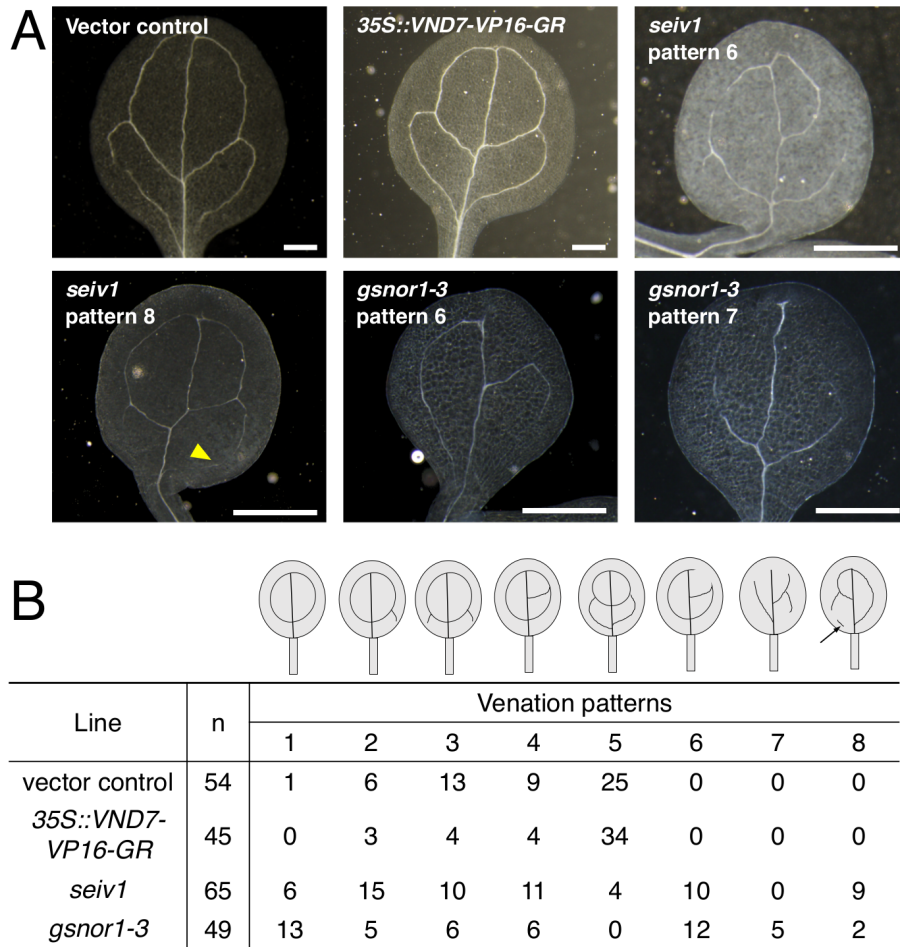 A
Vector control
35S::VND7-VP16-GR
seiv1
pattern 6
seiv1
pattern 8
gsnor1-3
pattern 6
gsnor1-3
pattern 7
B
Line n Venation patterns
1 2 3 4 5 6 7 8
vector control 54 1 6 13 9 25 0 0 0
35S::VND7-
VP16-GR 45 0 3 4 4 34 0 0 0
seiv1 65 6 15 10 11 4 10 0 9
gsnor1-3 49 13 5 6 6 0 12 5 2